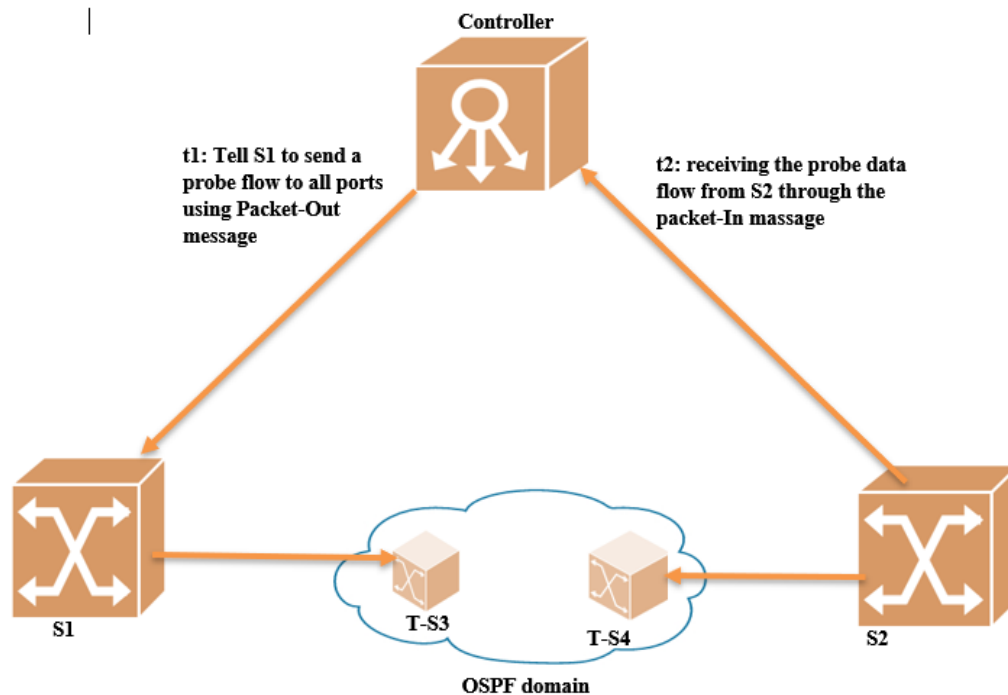 Controller
t1: Tell S1 to send a
probe flow to all ports
using Packet-Out
message
t2: receiving the probe data
flow from S2 through the
packet-In massage
S1
T-S3
T-S4
S2
OSPF domain